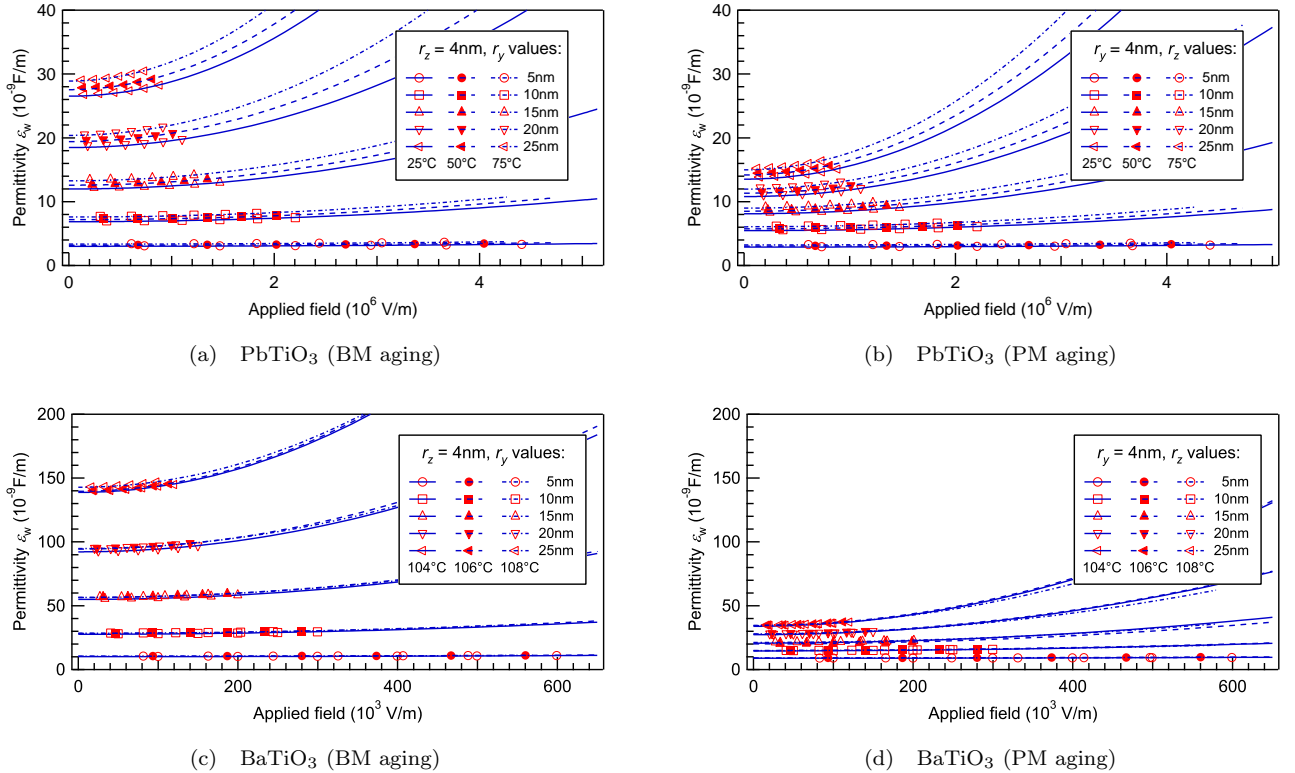 40
30
20
10
0
Permittivity εw (10⁻⁹F/m)
0 2 4
Applied field (10⁶ V/m)
rz = 4nm, ry values:
5nm
10nm
15nm
20nm
25nm
25°C 50°C 75°C
(a) PbTiO₃ (BM aging)
40
30
20
10
0
Permittivity εw (10⁻⁹F/m)
0 2 4
Applied field (10⁶ V/m)
ry = 4nm, rz values:
5nm
10nm
15nm
20nm
25nm
25°C 50°C 75°C
(b) PbTiO₃ (PM aging)
200
150
100
50
0
Permittivity εw (10⁻⁹F/m)
0 200 400 600
Applied field (10³ V/m)
rz = 4nm, ry values:
5nm
10nm
15nm
20nm
25nm
104°C 106°C 108°C
(c) BaTiO₃ (BM aging)
200
150
100
50
0
Permittivity εw (10⁻⁹F/m)
0 200 400 600
Applied field (10³ V/m)
ry = 4nm, rz values:
5nm
10nm
15nm
20nm
25nm
104°C 106°C 108°C
(d) BaTiO₃ (PM aging)